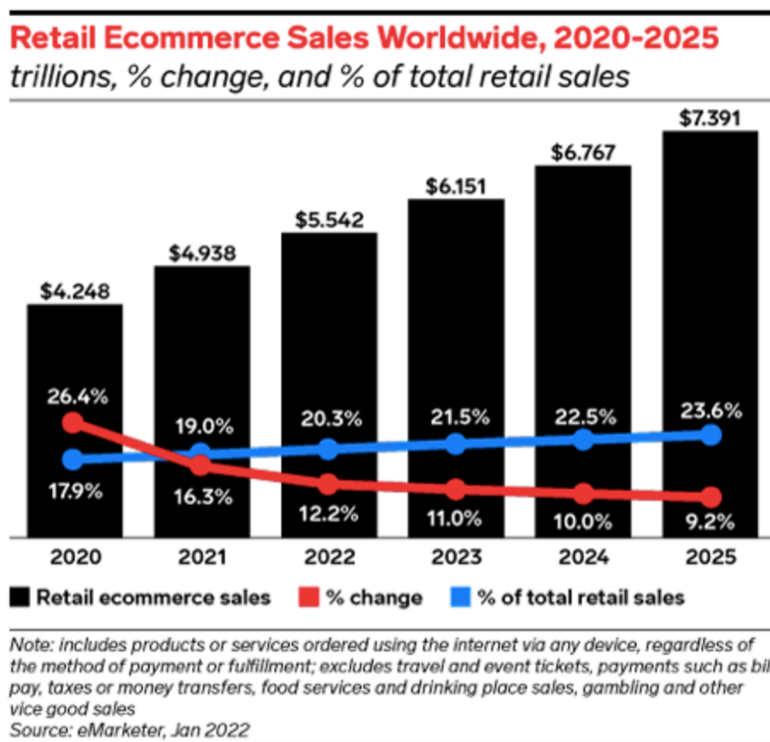 Retail Ecommerce Sales Worldwide, 2020-2025
trillions, % change, and % of total retail sales
$7.391
$6.767
$6.151
$5.542
$4.938
$4.248
26.4%
19.0%
20.3%
21.5%
22.5%
23.6%
17.9%
16.3%
12.2%
11.0%
10.0%
9.2%
2020 2021 2022 2023 2024 2025
Retail ecommerce sales % change % of total retail sales
Note: includes products or services ordered using the internet via any device, regardless of
the method of payment or fulfillment; excludes travel and event tickets, payments such as bil
pay, taxes or money transfers, food services and drinking place sales, gambling and other
vice good sales
Source: eMarketer, Jan 2022